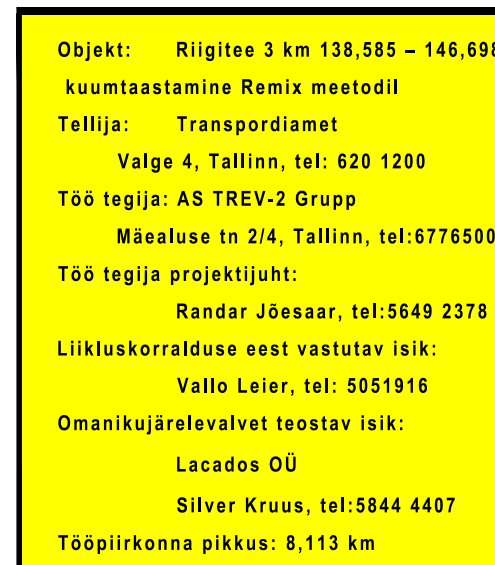 Objekt: Riigitee 3 km 138,585 – 146,698
kuumtaastamine Remix meetodil
Tellija: Transpordiamet
Valge 4, Tallinn, tel: 620 1200
Töö tegija: AS TREV-2 Grupp
Mäealuse tn 2/4, Tallinn, tel:6776500
Töö tegija projektijuht:
Randar Jõesaar, tel:5649 2378
Liikluskorralduse eest vastutav isik:
Vallo Leier, tel: 5051916
Omanikujärelevalvet teostav isik:
Lacados OÜ
Silver Kruus, tel:5844 4407
Tööpiirkonna pikkus: 8,113 km